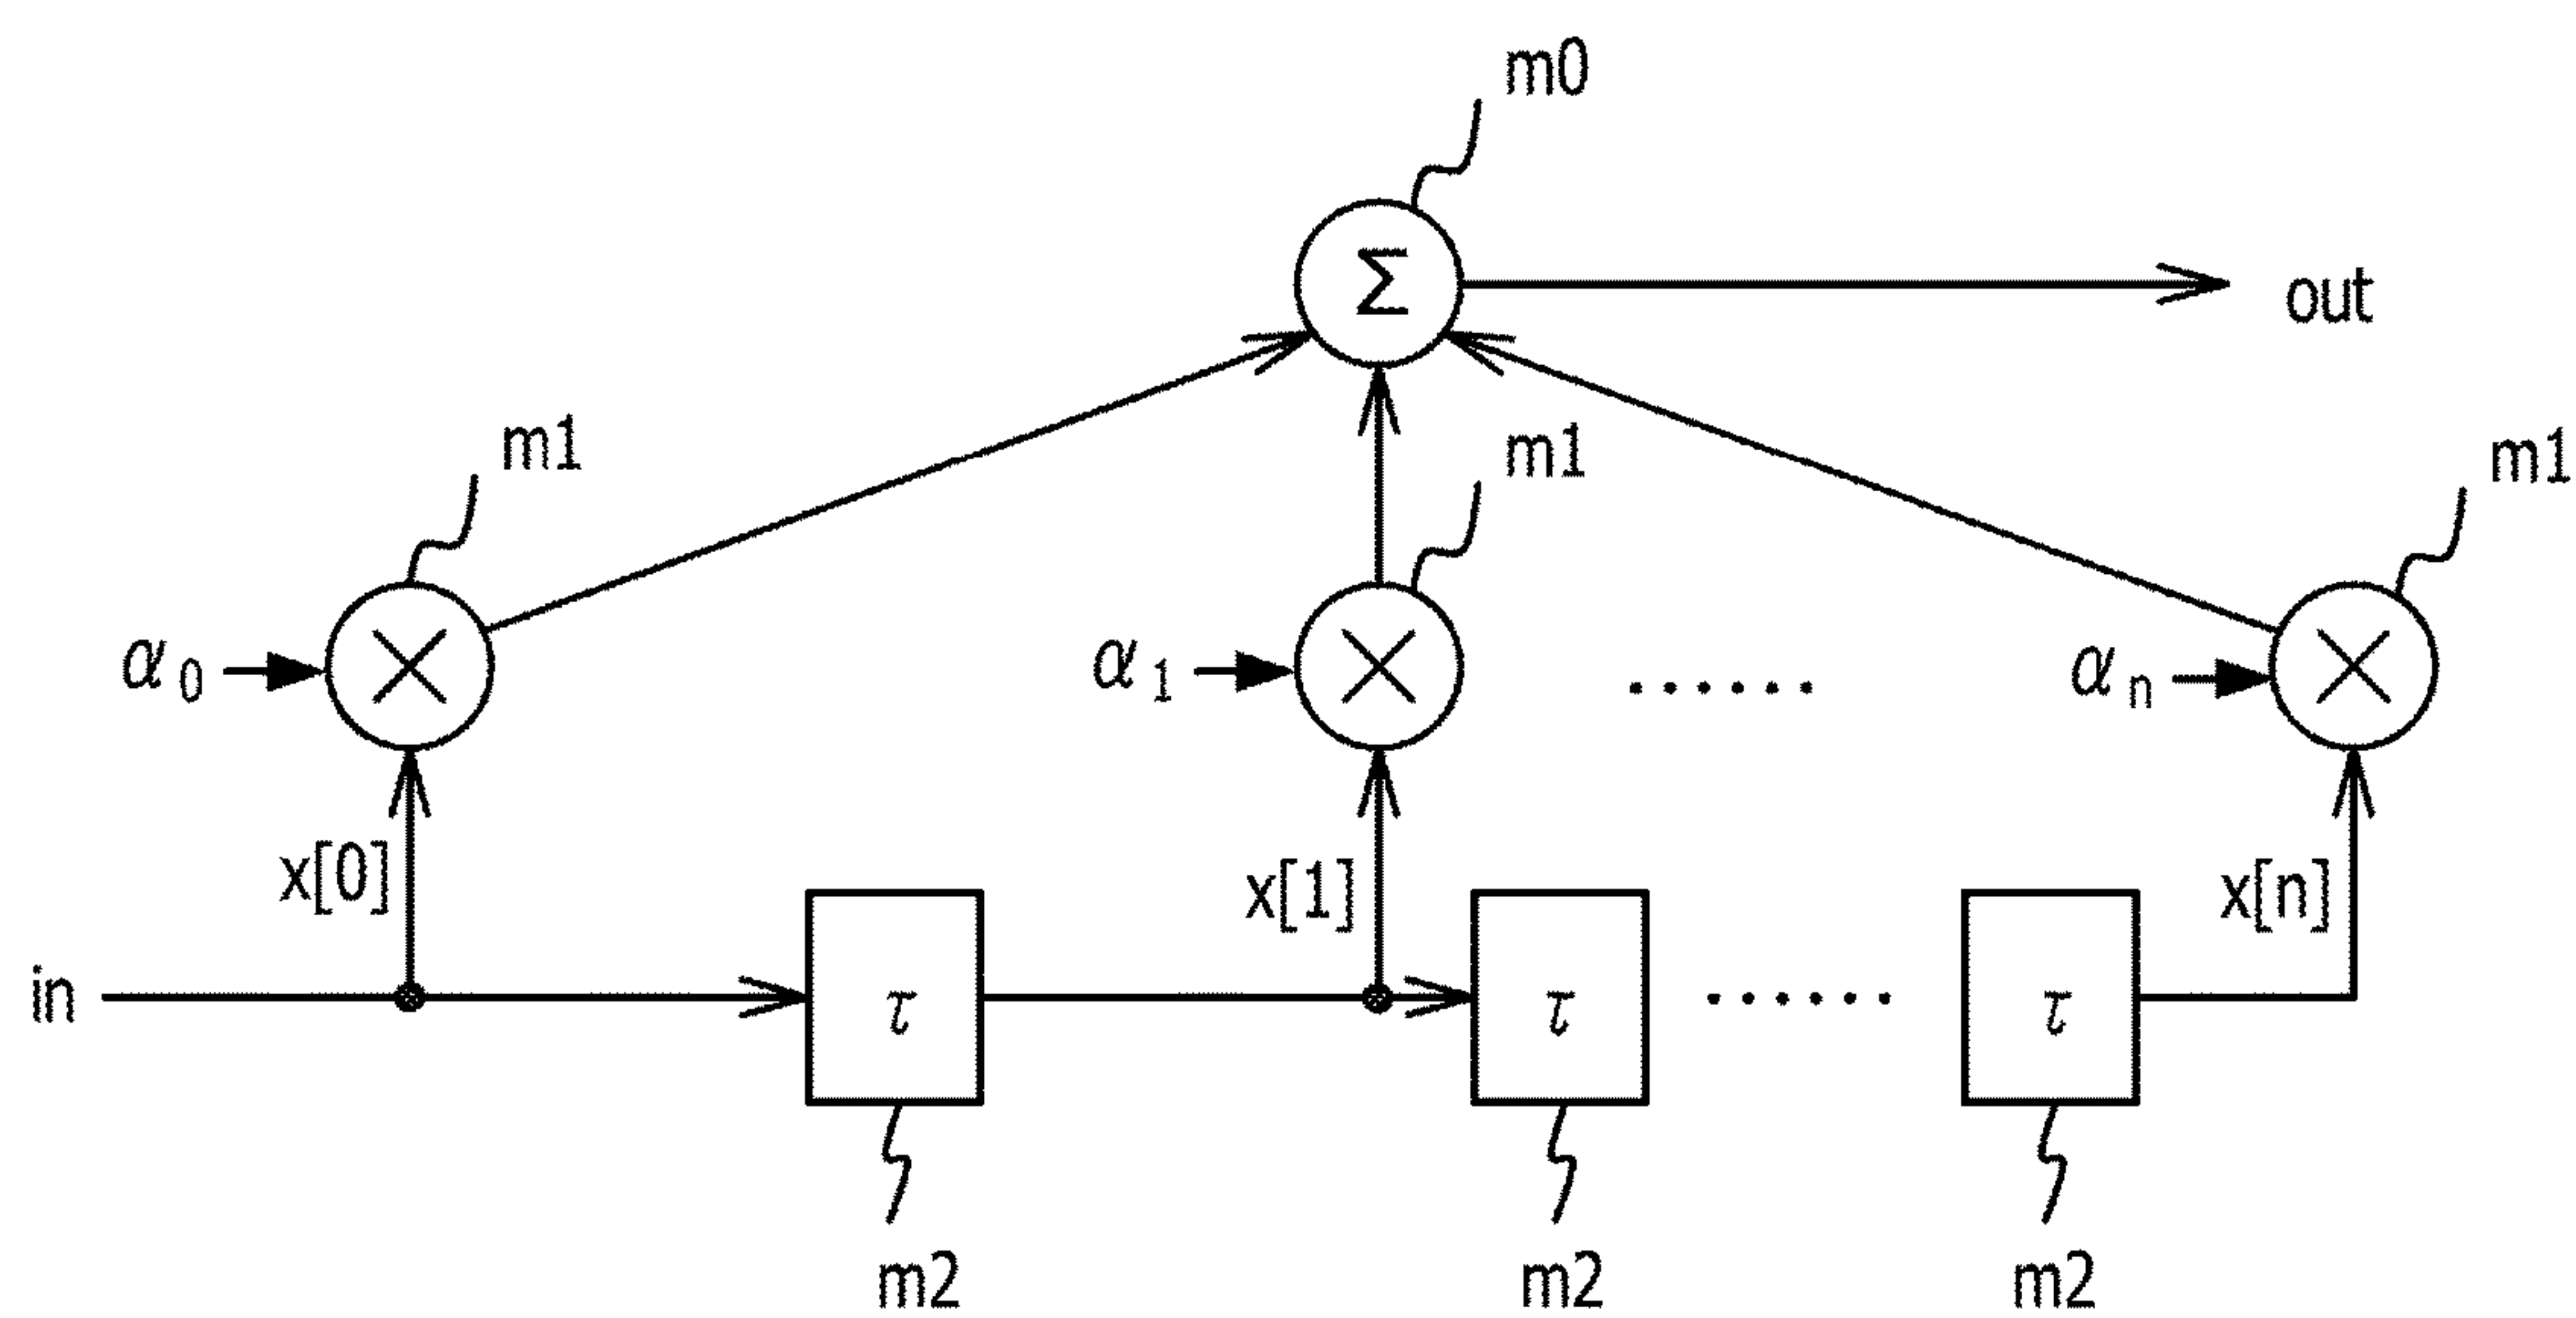 m0
Σ
out
m1
m1
m1
α0
×
α1
×
......
αn
×
x[0]
x[1]
x[n]
in
τ
τ
......
τ
m2
m2
m2